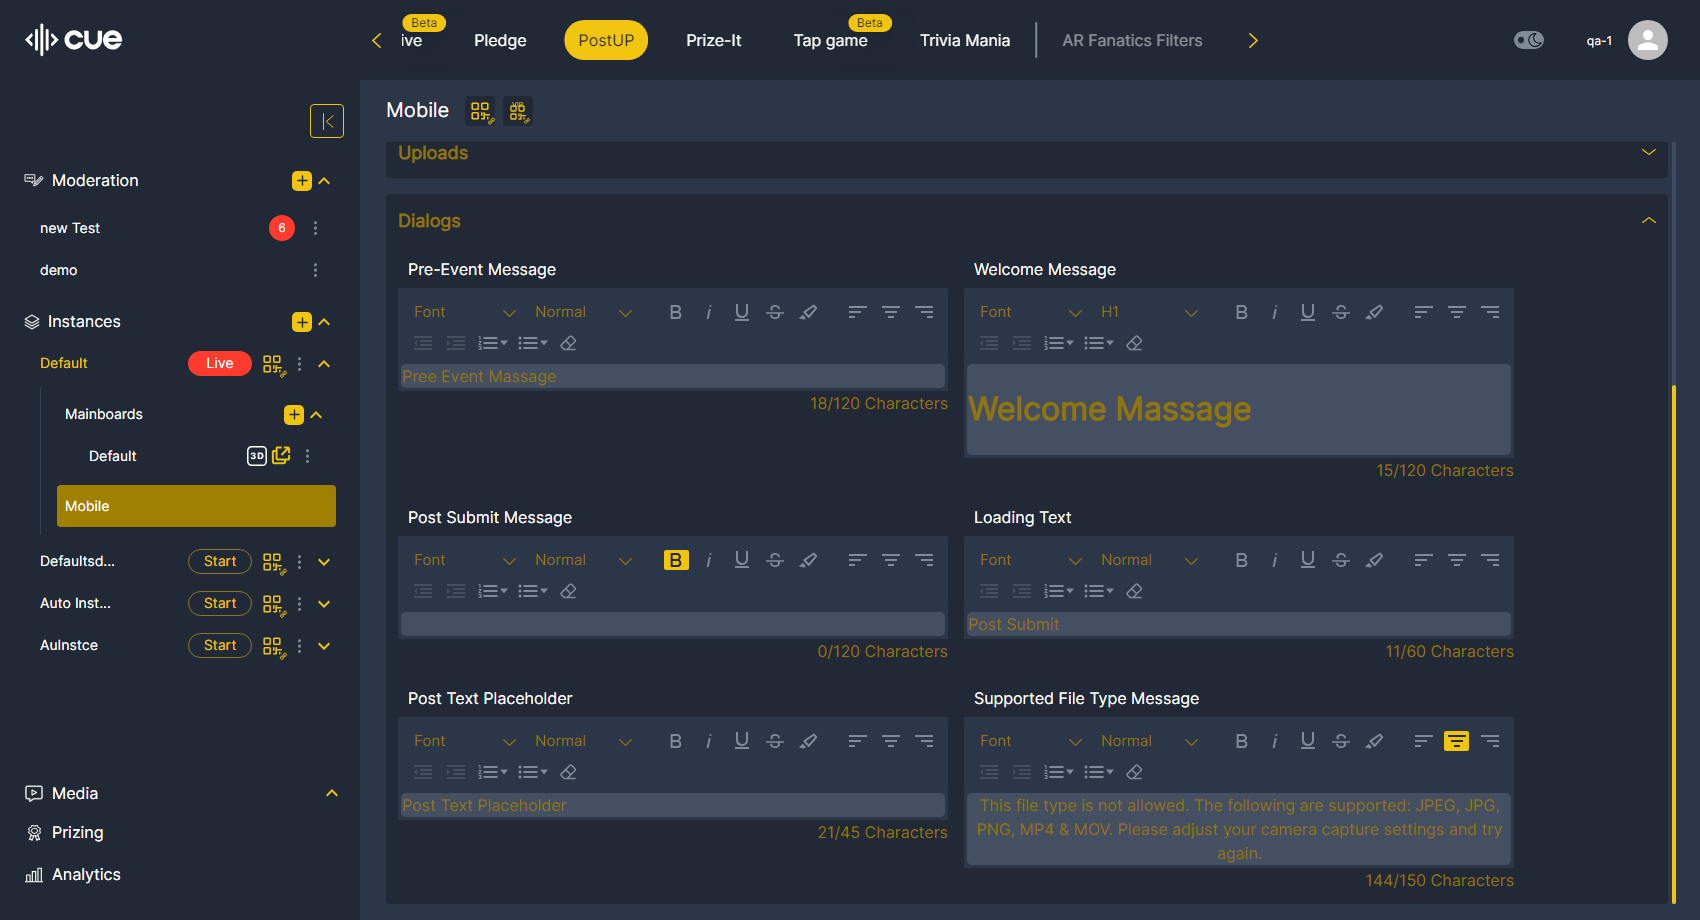 cue
Beta
ive
Pledge
PostUP
Prize-It
Beta
Tap game
Trivia Mania
AR Fanatics Filters
qa-1
Moderation
new Test
6
demo
Instances
Default
Live
Mainboards
Default
3D
Mobile
Defaultsd...
Start
Auto Inst...
Start
AuInstce
Start
Media
Prizing
Analytics
Mobile
VIP
Uploads
Dialogs
Pre-Event Message
Font Normal
Pree Event Massage
18/120 Characters
Welcome Message
Font H1
Welcome Massage
15/120 Characters
Post Submit Message
Font Normal
0/120 Characters
Loading Text
Font Normal
Post Submit
11/60 Characters
Post Text Placeholder
Font Normal
Post Text Placeholder
21/45 Characters
Supported File Type Message
Font Normal
This file type is not allowed. The following are supported: JPEG, JPG,
PNG, MP4 & MOV. Please adjust your camera capture settings and try
again.
144/150 Characters